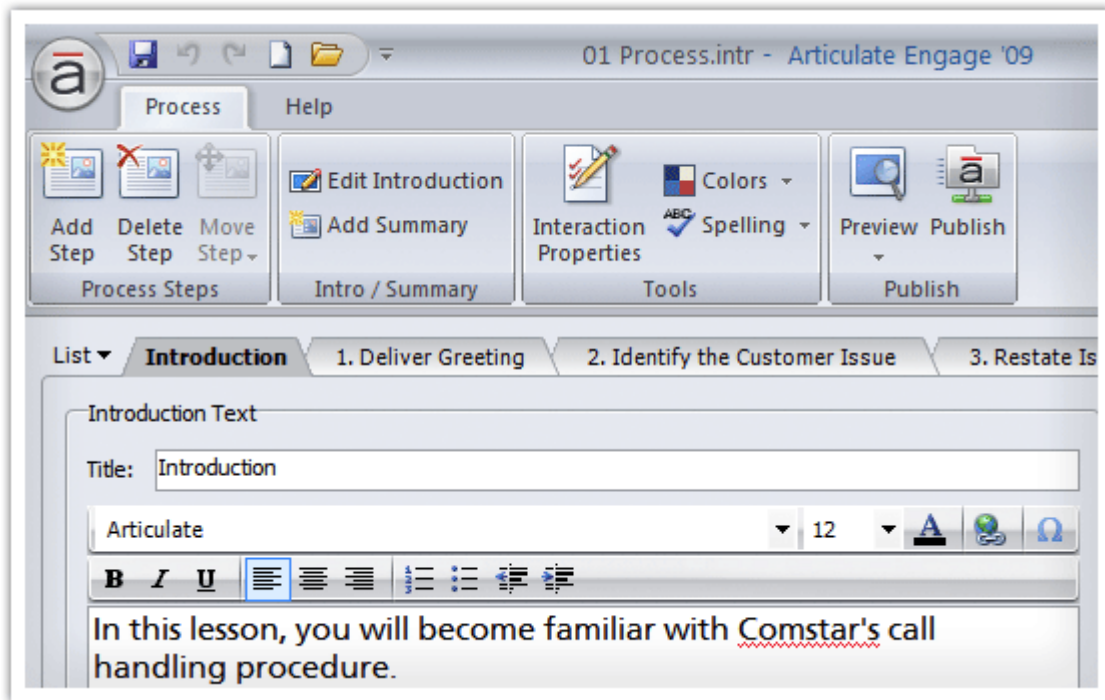 01 Process.intr - Articulate Engage '09
Process Help
Add Step
Delete Step
Move Step
Process Steps
Edit Introduction
Add Summary
Intro / Summary
Interaction Properties
Colors
ABC Spelling
Tools
Preview
Publish
Publish
List Introduction 1. Deliver Greeting 2. Identify the Customer Issue 3. Restate Is
Introduction Text
Title: Introduction
Articulate 12 A Ω
B I U
In this lesson, you will become familiar with Comstar's call
handling procedure.